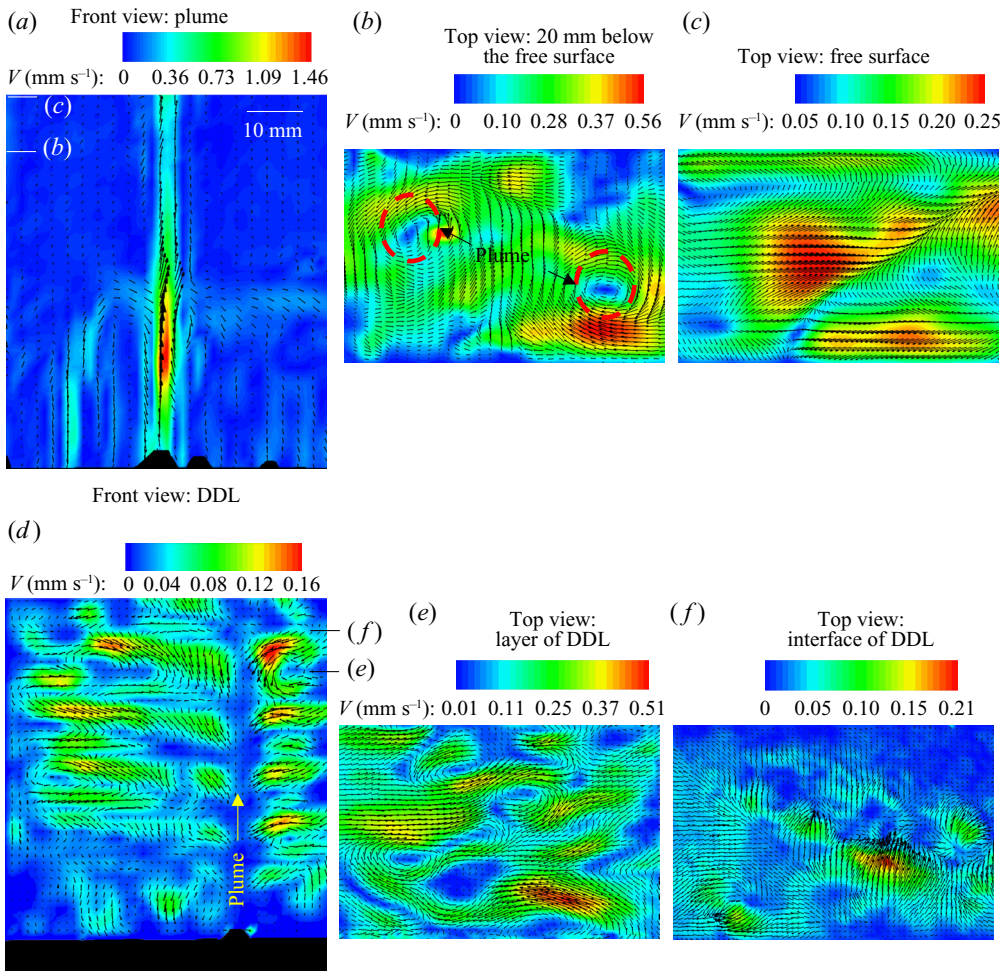 (a)
Front view: plume
V (mm s⁻¹): 0 0.36 0.73 1.09 1.46
(c)
(b)
10 mm
(b)
Top view: 20 mm below
the free surface
V (mm s⁻¹) 0 0.10 0.28 0.37 0.56
Plume
(c)
Top view: free surface
V (mm s⁻¹) 0.05 0.10 0.15 0.20 0.25
Front view: DDL
(d)
V (mm s⁻¹): 0 0.04 0.08 0.12 0.16
(f)
(e)
Plume
(e)
Top view:
layer of DDL
V (mm s⁻¹): 0.01 0.11 0.25 0.37 0.51
(f)
Top view:
interface of DDL
0 0.05 0.10 0.15 0.21